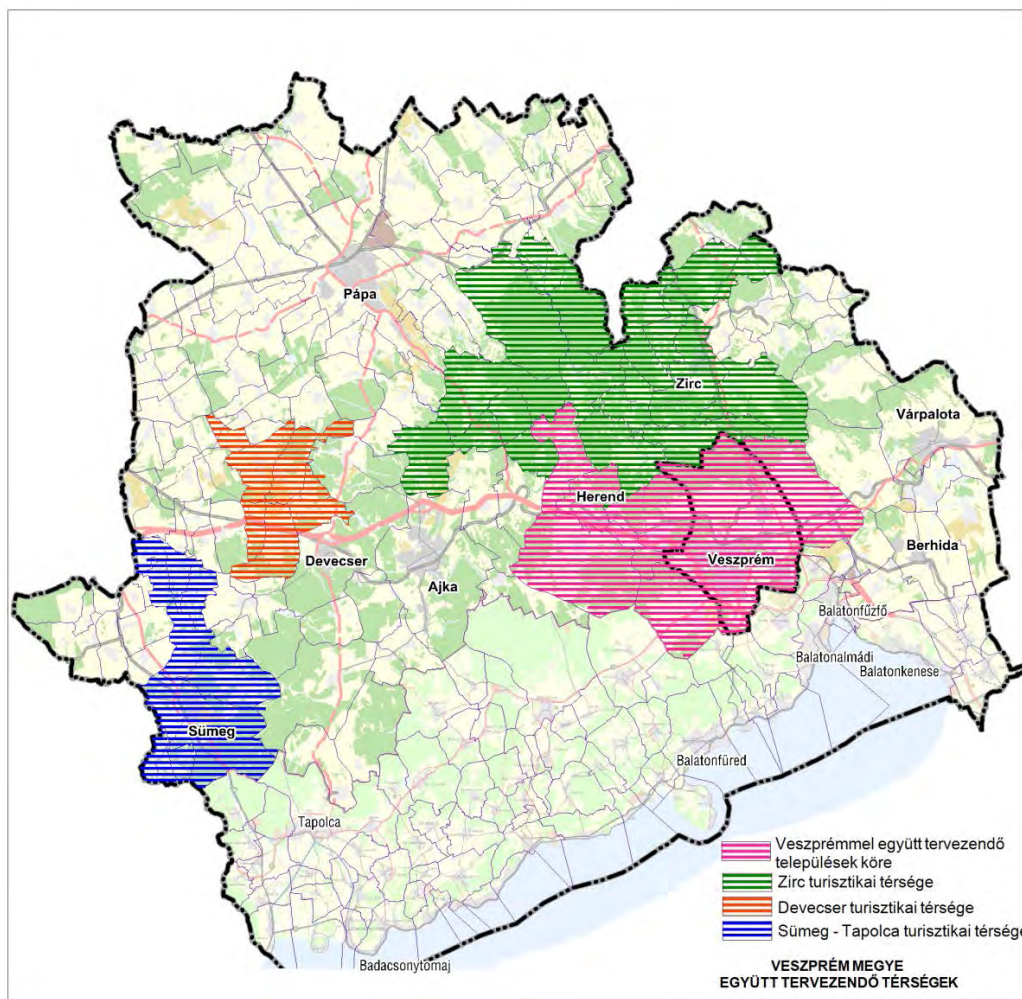 Pápa
Zirc
Várpalota
Herend
Devecser
Ajka
Veszprém
Berhida
Balatonfűzfő
Balatonalmádi
Balatonkenese
Sümeg
Balatonfüred
Tapolca
Badacsonytomaj
Veszprémmel együtt tervezendő
települések köre
Zirc turisztikai térsége
Devecser turisztikai térsége
Sümeg - Tapolca turisztikai térsége
VESZPRÉM MEGYE
EGYÜTT TERVEZENDŐ TÉRSÉGEK